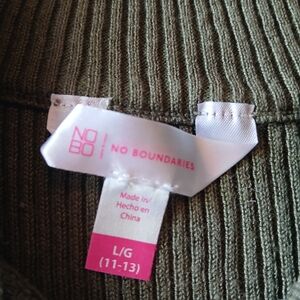 NO
BO
NO BOUNDARIES
Made in/
Hecho en
China
L/G
(11-13)